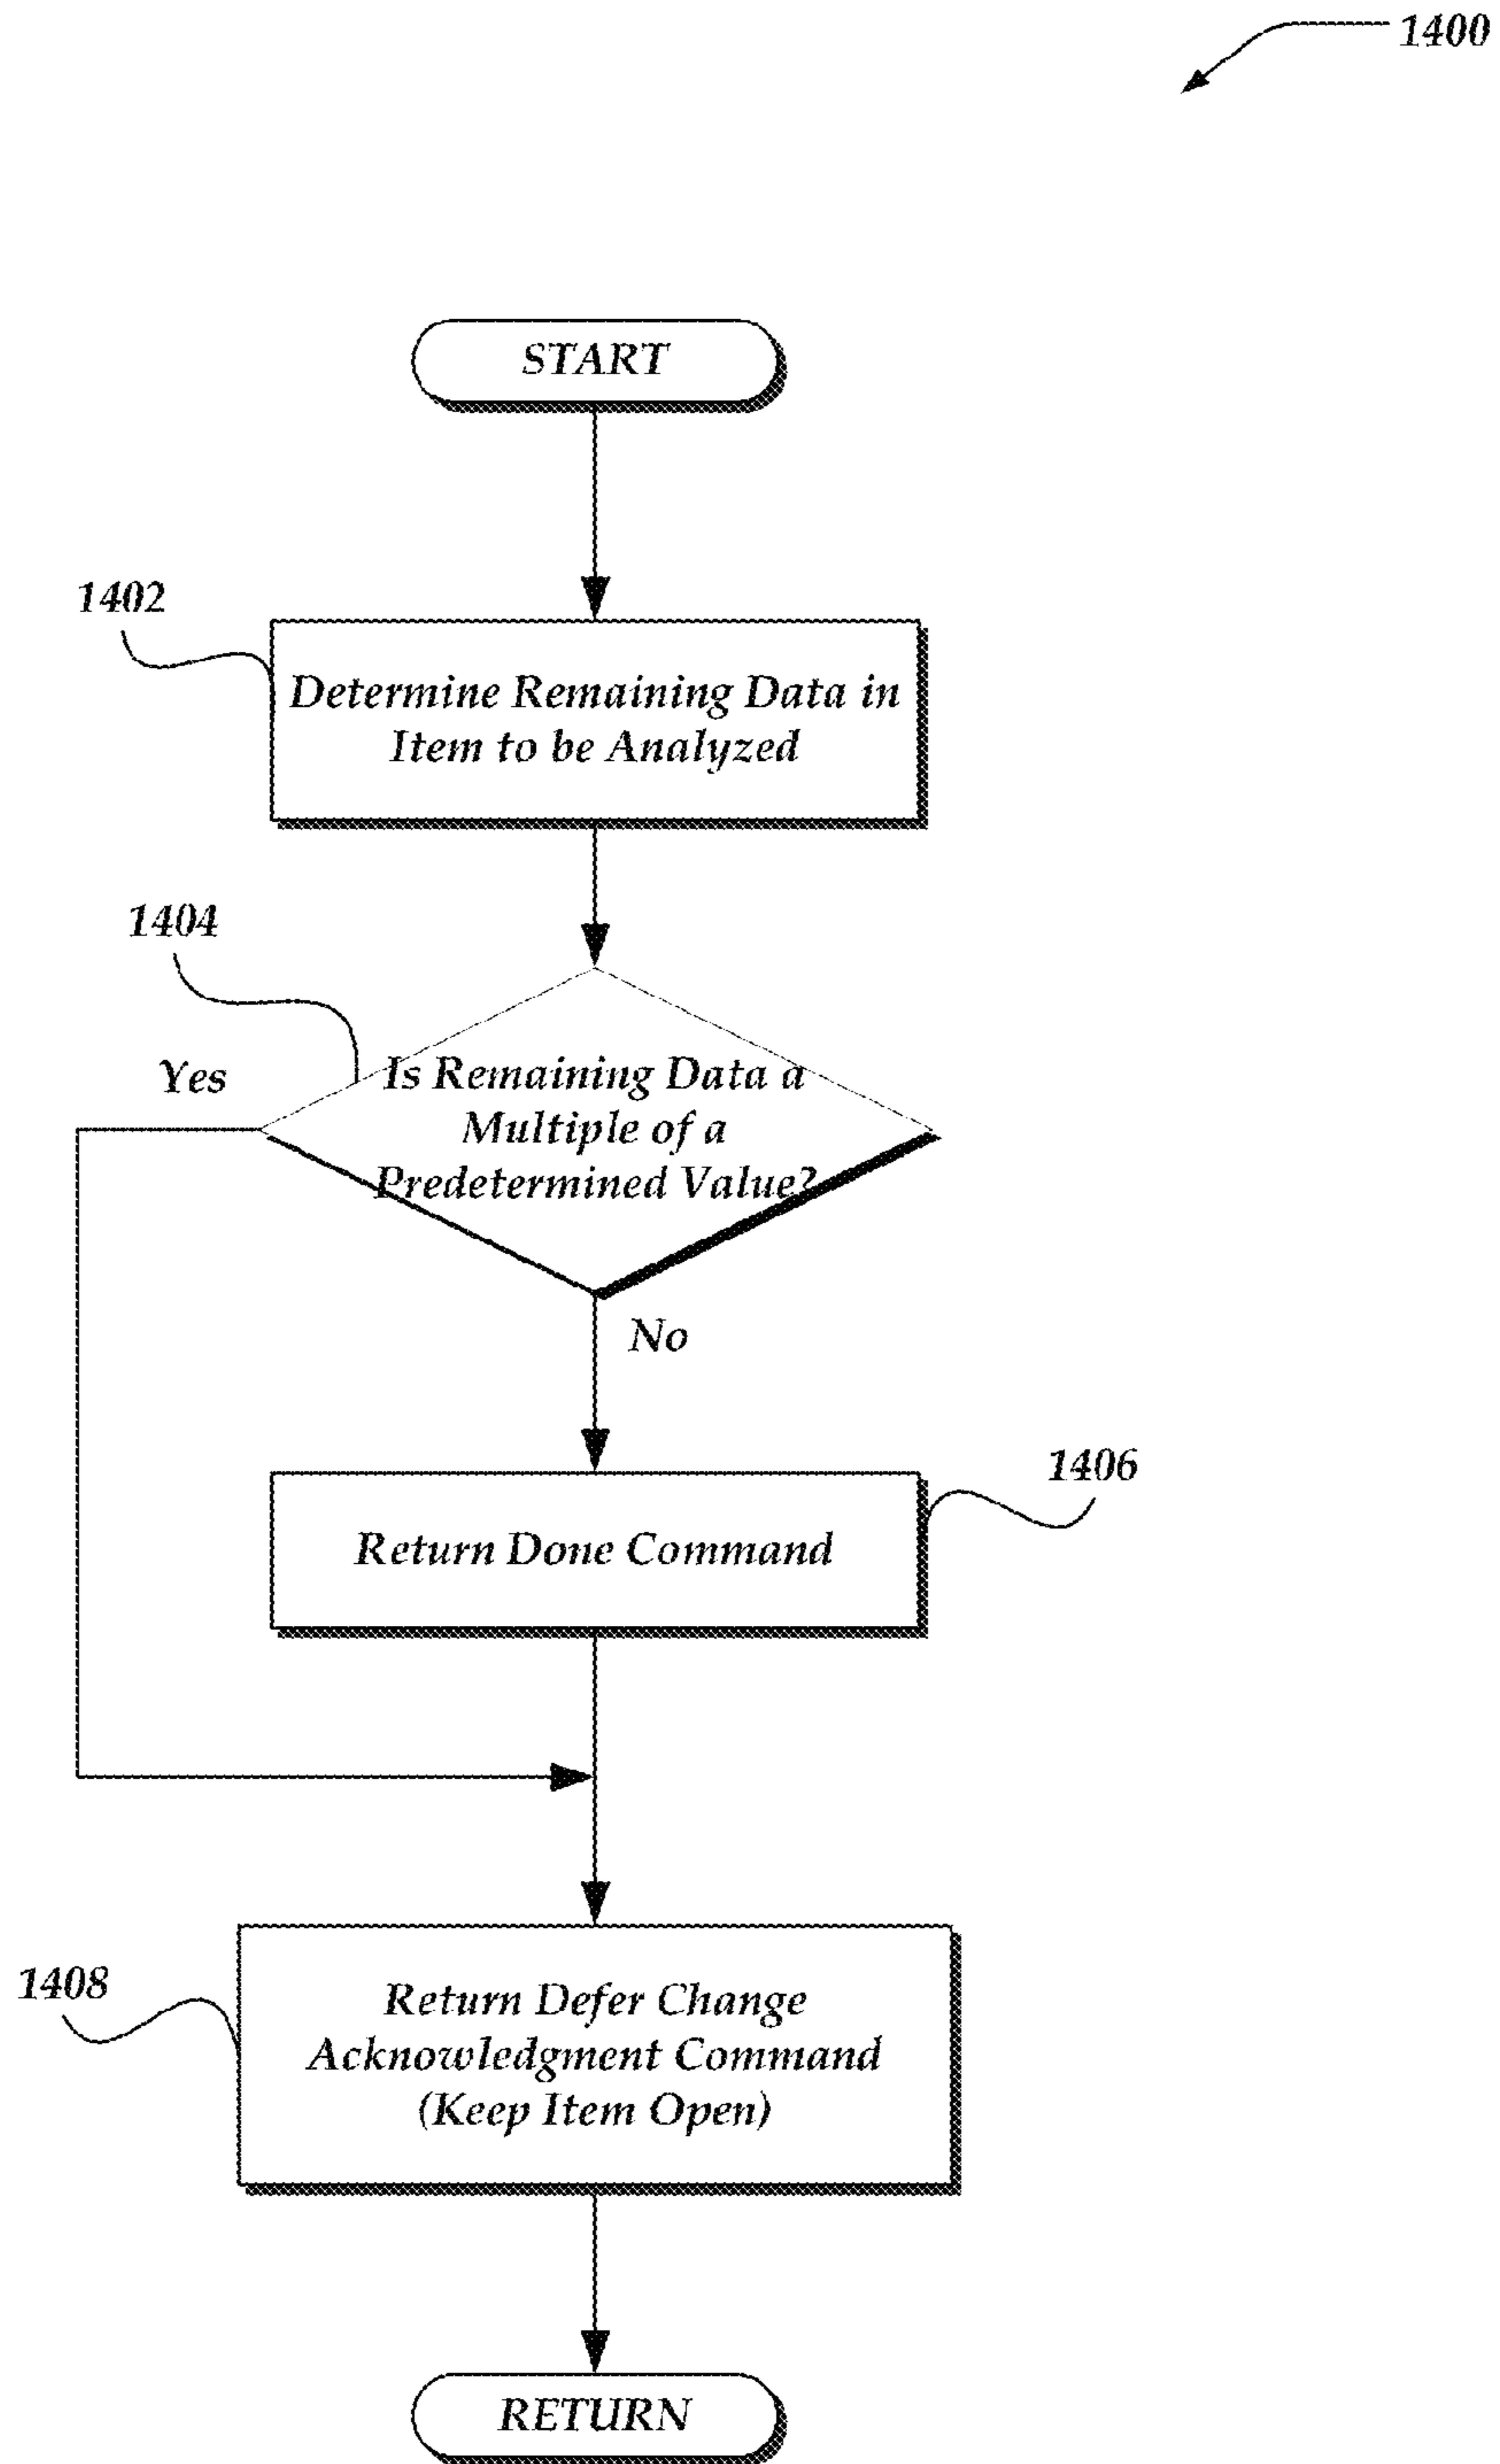 1400
START
1402
Determine Remaining Data in
Item to be Analyzed
1404
Yes
Is Remaining Data a
Multiple of a
Predetermined Value?
No
1406
Return Done Command
1408
Return Defer Change
Acknowledgment Command
(Keep Item Open)
RETURN